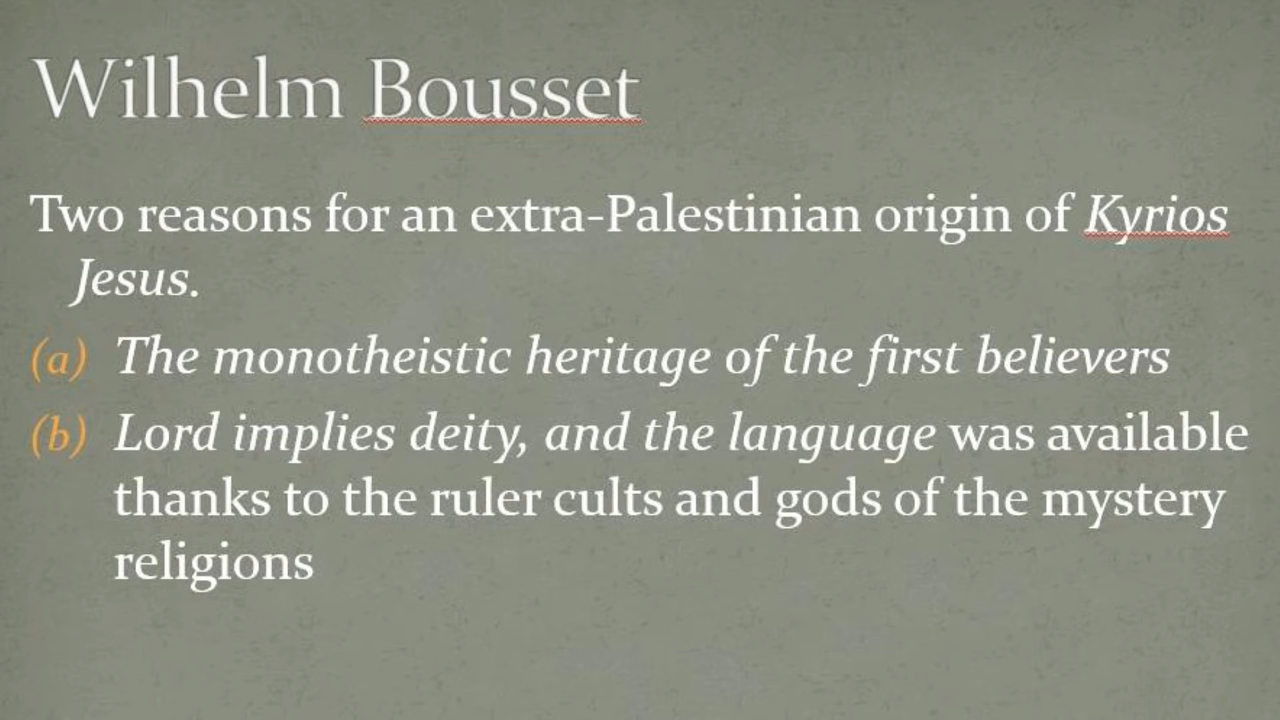 Wilhelm Bousset
Two reasons for an extra-Palestinian origin of Kyrios
Jesus.
(a) The monotheistic heritage of the first believers
(b) Lord implies deity, and the language was available
thanks to the ruler cults and gods of the mystery
religions